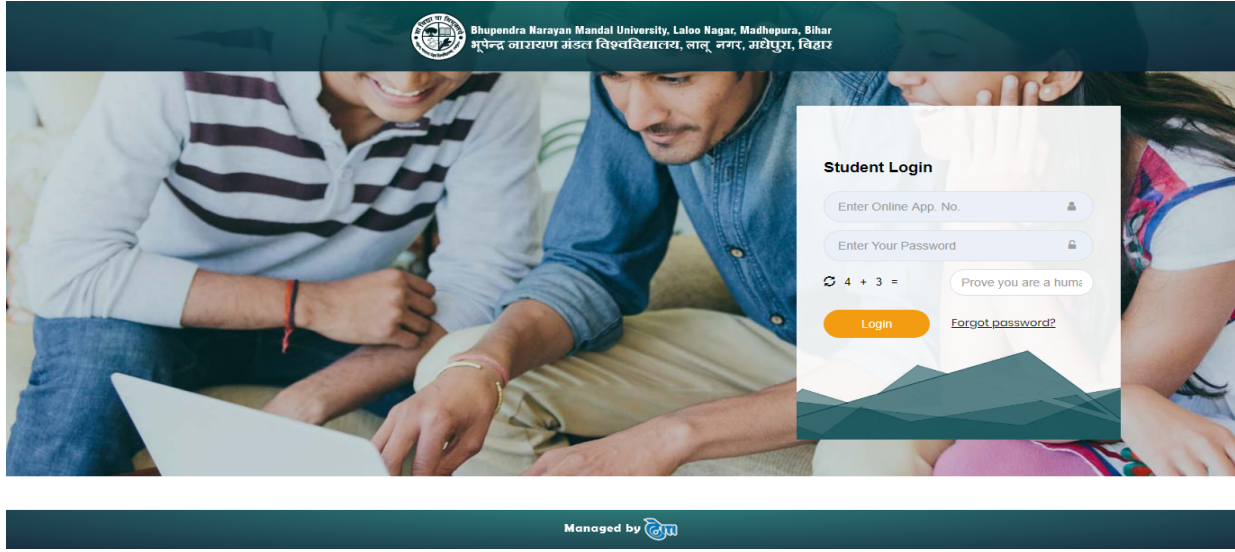 Bhupendra Narayan Mandal University, Laloo Nagar, Madhepura, Bihar
भूपेन्द्र नारायण मंडल विश्वविद्यालय, लालू नगर, मधेपुरा, बिहार
Student Login
Enter Online App. No.
Enter Your Password
4 + 3 =
Prove you are a huma
Login
Forgot password?
Managed by